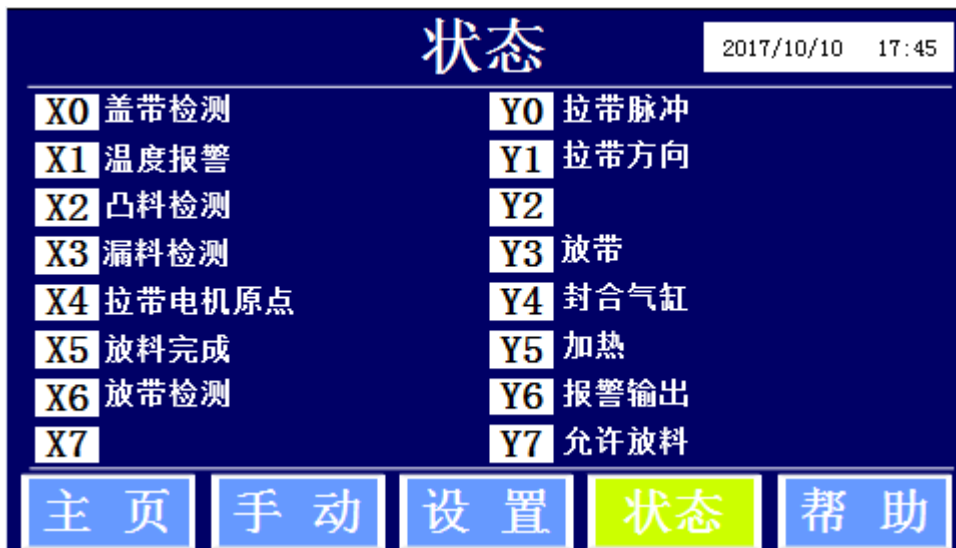 状态 2017/10/10 17:45
X0 盖带检测 Y0 拉带脉冲
X1 温度报警 Y1 拉带方向
X2 凸料检测 Y2
X3 漏料检测 Y3 放带
X4 拉带电机原点 Y4 封合气缸
X5 放料完成 Y5 加热
X6 放带检测 Y6 报警输出
X7 Y7 允许放料
主 页 手 动 设 置 状态 帮 助